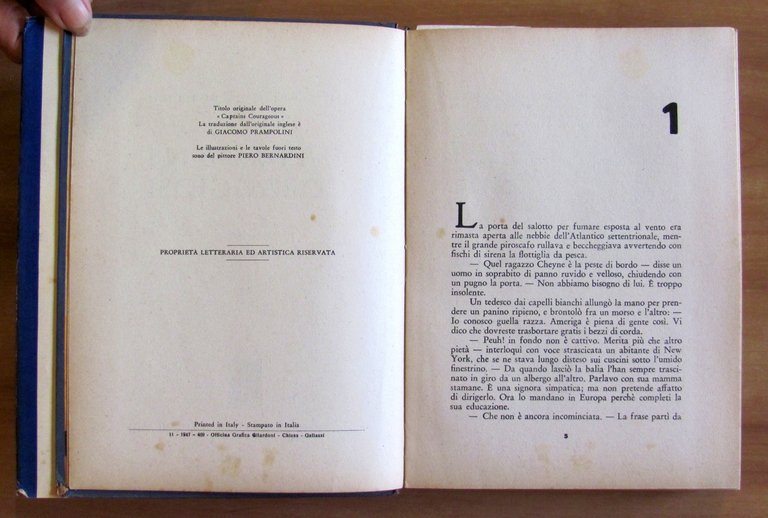 Titolo originale dell'opera
«Captains Courageous»
La traduzione dall'originale inglese è
di GIACOMO PRAMPOLINI
Le illustrazioni e le tavole fuori testo
sono del pittore PIERO BERNARDINI
PROPRIETÀ LETTERARIA ED ARTISTICA RISERVATA
Printed in Italy - Stampato in Italia
11 - 1947 - 409 - Officina Grafica Gitardoni - Chiesa - Galiazzi
1
La porta del salotto per fumare esposta al vento era
rimasta aperta alle nebbie dell'Atlantico settentrionale, men-
tre il grande piroscafo rullava e beccheggiava avvertendo con
fischi di sirena la flottiglia da pesca.
— Quel ragazzo Cheyne è la peste di bordo — disse un
uomo in soprabito di panno ruvido e velloso, chiudendo con
un pugno la porta. — Non abbiamo bisogno di lui. È troppo
insolente.
Un tedesco dai capelli bianchi allungò la mano per pren-
dere un panino ripieno, e brontolò fra un morso e l'altro: —
Io conosco guella razza. Ameriga è piena di gente così. Vi
dico che dovreste trasbortare gratis i bezzi di corda.
— Peuh! in fondo non è cattivo. Merita più che altro
pietà — interloquì con voce strascicata un abitante di New
York, che se ne stava lungo disteso sui cuscini sotto l'umido
finestrino. — Da quando lasciò la balia l'han sempre trasci-
nato in giro da un albergo all'altro. Parlavo con sua mamma
stamane. È una signora simpatica; ma non pretende affatto
di dirigerlo. Ora lo mandano in Europa perchè completi la
sua educazione.
— Che non è ancora incominciata. — La frase partì da
5